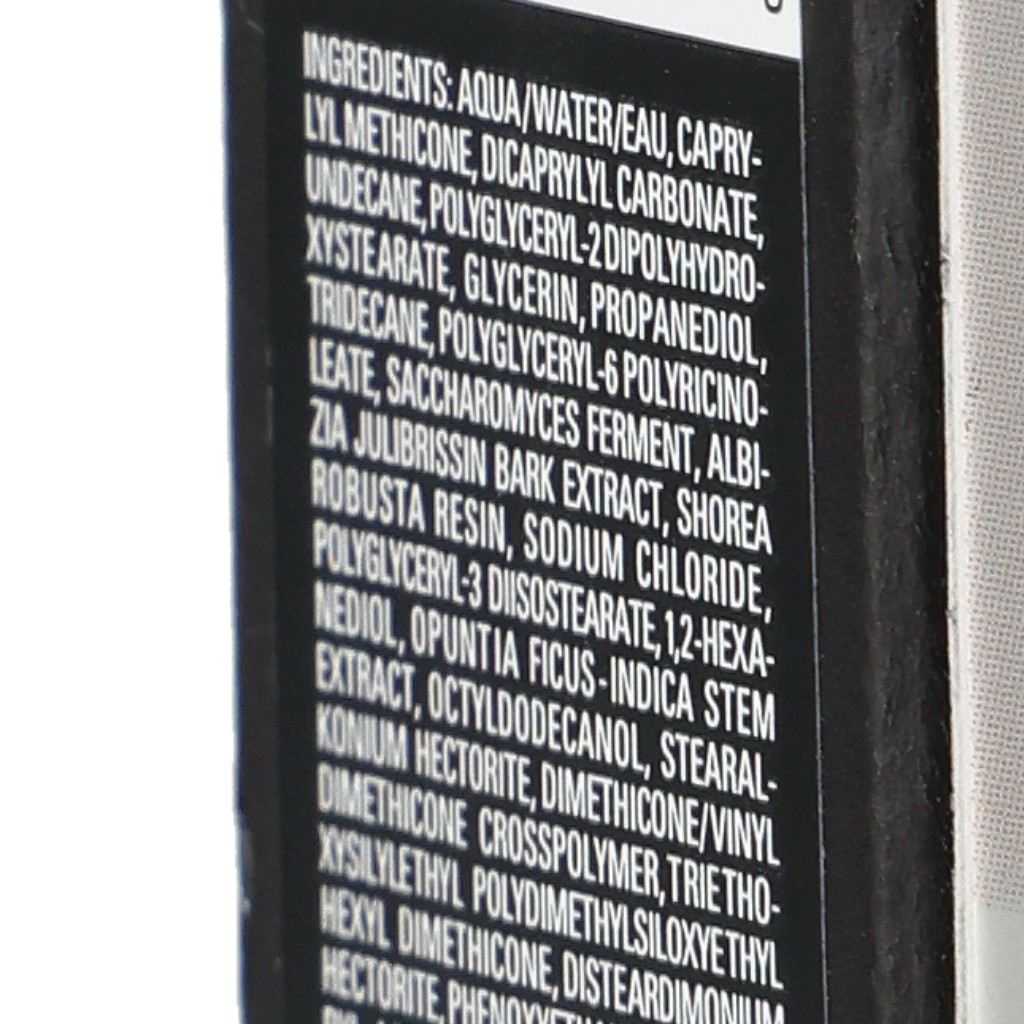 INGREDIENTS: AQUA/WATER/EAU, CAPRY-
LYL METHICONE, DICAPRYLYL CARBONATE,
UNDECANE, POLYGLYCERYL-2 DIPOLYHYDRO-
XYSTEARATE, GLYCERIN, PROPANEDIOL,
TRIDECANE, POLYGLYCERYL-6 POLYRICINO-
LEATE, SACCHAROMYCES FERMENT, ALBI-
ZIA JULIBRISSIN BARK EXTRACT, SHOREA
ROBUSTA RESIN, SODIUM CHLORIDE,
POLYGLYCERYL-3 DIISOSTEARATE, 1,2-HEXA-
NEDIOL, OPUNTIA FICUS-INDICA STEM
EXTRACT, OCTYLDODECANOL, STEARAL-
KONIUM HECTORITE, DIMETHICONE/VINYL
DIMETHICONE CROSSPOLYMER, TRIETHO-
XYSILYLETHYL POLYDIMETHYLSILOXYETHYL
HEXYL DIMETHICONE, DISTEARDIMONIUM
HECTORITE,